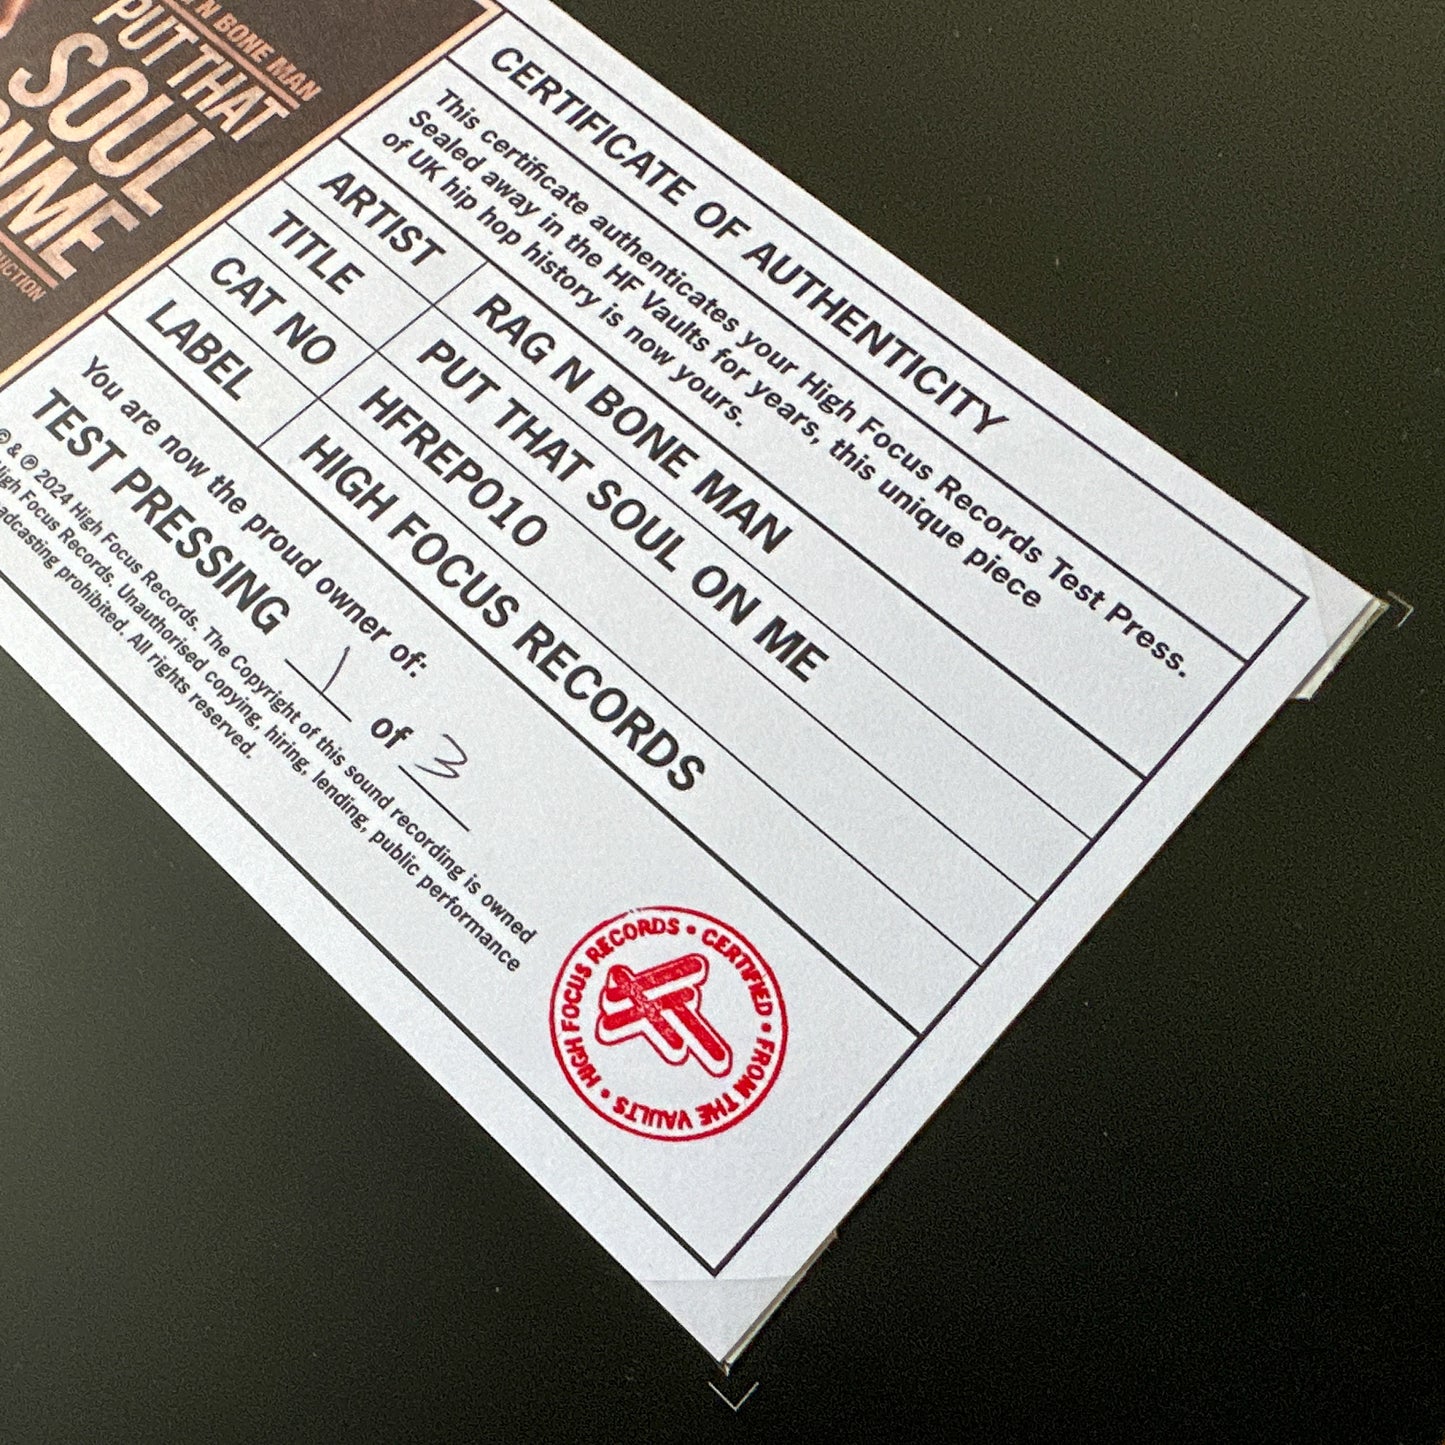 N BONE MAN
PUT THAT
SOUL
ON ME
CERTIFICATE OF AUTHENTICITY
This certificate authenticates your High Focus Records Test Press.
Sealed away in the HF Vaults for years, this unique piece
of UK hip hop history is now yours.
ARTIST RAG N BONE MAN
TITLE PUT THAT SOUL ON ME
CAT NO HFREP010
LABEL HIGH FOCUS RECORDS
You are now the proud owner of:
TEST PRESSING 1 of 3
© & ℗ 2024 High Focus Records. The Copyright of this sound recording is owned
High Focus Records. Unauthorised copying, hiring, lending, public performance
prohibited. All rights reserved.
HIGH FOCUS RECORDS • CERTIFIED • FROM THE VAULTS •